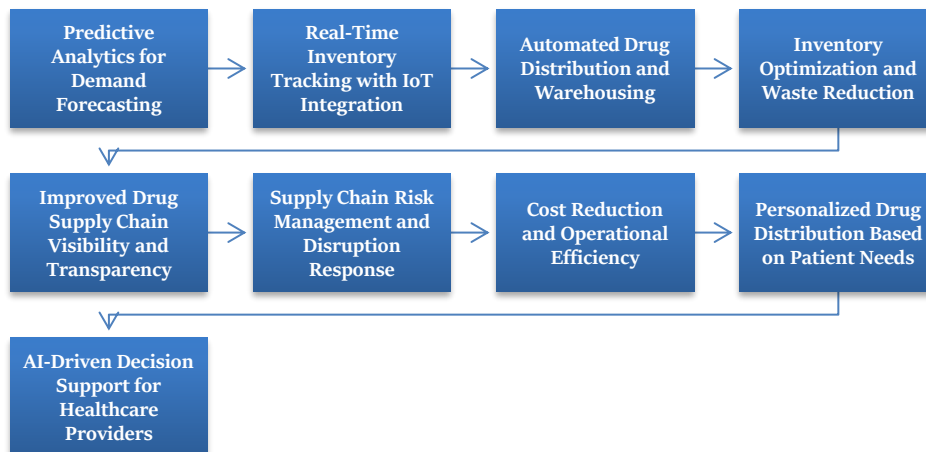 Predictive
Analytics for
Demand
Forecasting
Real-Time
Inventory
Tracking with IoT
Integration
Automated Drug
Distribution and
Warehousing
Inventory
Optimization and
Waste Reduction
Improved Drug
Supply Chain
Visibility and
Transparency
Supply Chain Risk
Management and
Disruption
Response
Cost Reduction
and Operational
Efficiency
Personalized Drug
Distribution Based
on Patient Needs
AI-Driven Decision
Support for
Healthcare
Providers